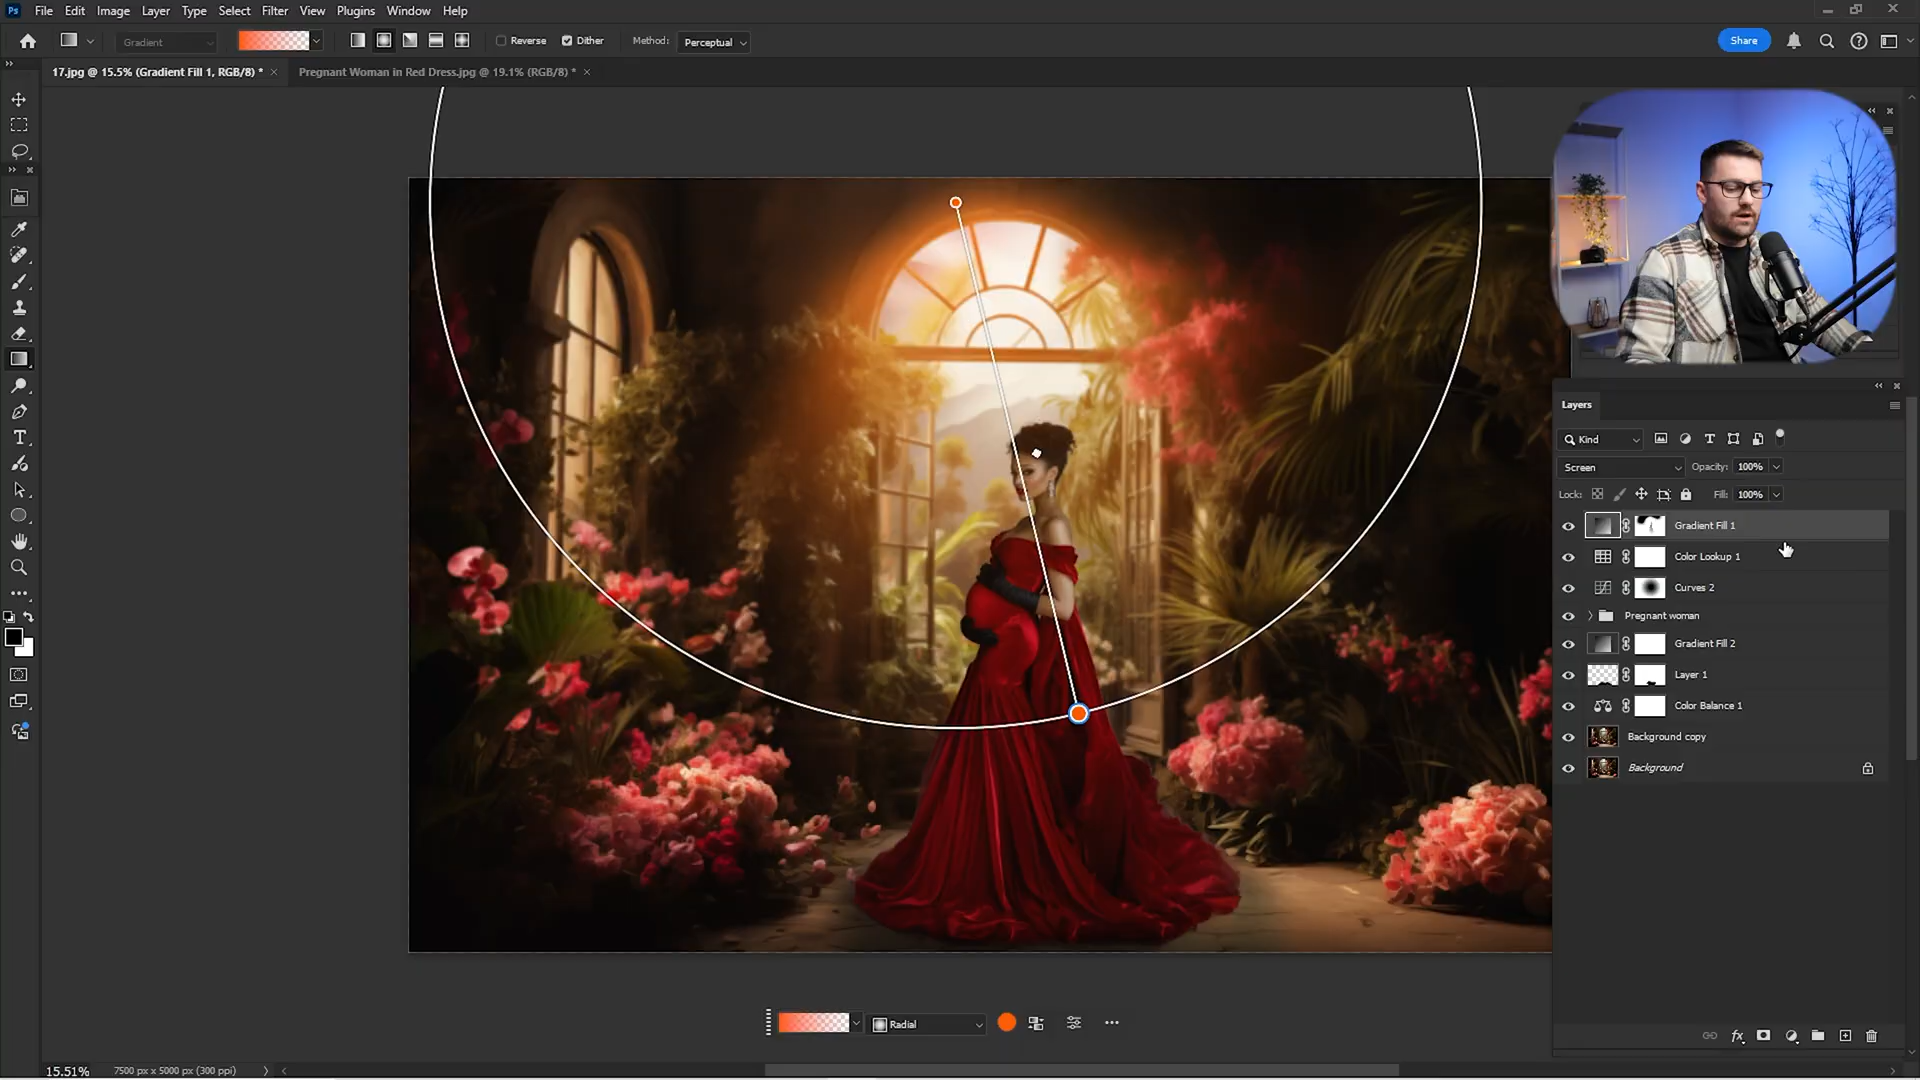 Ps File Edit Image Layer Type Select Filter View Plugins Window Help
Gradient Reverse Dither Method: Perceptual Share
17.jpg @ 15.5% (Gradient Fill 1, RGB/8) * × Pregnant Woman in Red Dress.jpg @ 19.1% (RGB/8) * ×
Layers
Kind
Screen Opacity: 100%
Lock: Fill: 100%
Gradient Fill 1
Color Lookup 1
Curves 2
Pregnant woman
Gradient Fill 2
Layer 1
Color Balance 1
Background copy
Background
Radial
fx
15.51% 7500 px x 5000 px (300 ppi)